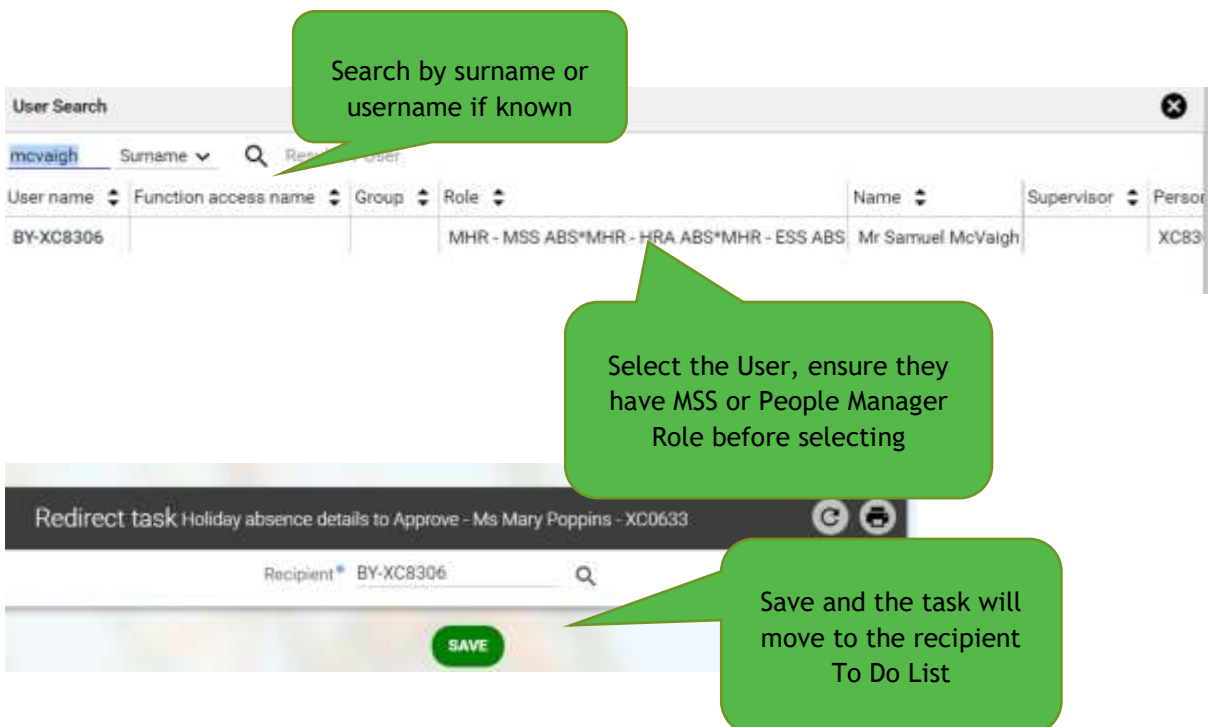 Search by surname or
username if known
User Search
mcvaigh Surname User
User name Function access name Group Role Name Supervisor Person
BY-XC8306 MHR - MSS ABS*MHR - HRA ABS*MHR - ESS ABS Mr Samuel McVaigh XC83
Select the User, ensure they
have MSS or People Manager
Role before selecting
Redirect task Holiday absence details to Approve - Ms Mary Poppins - XC0633
Recipient* BY-XC8306
SAVE
Save and the task will
move to the recipient
To Do List